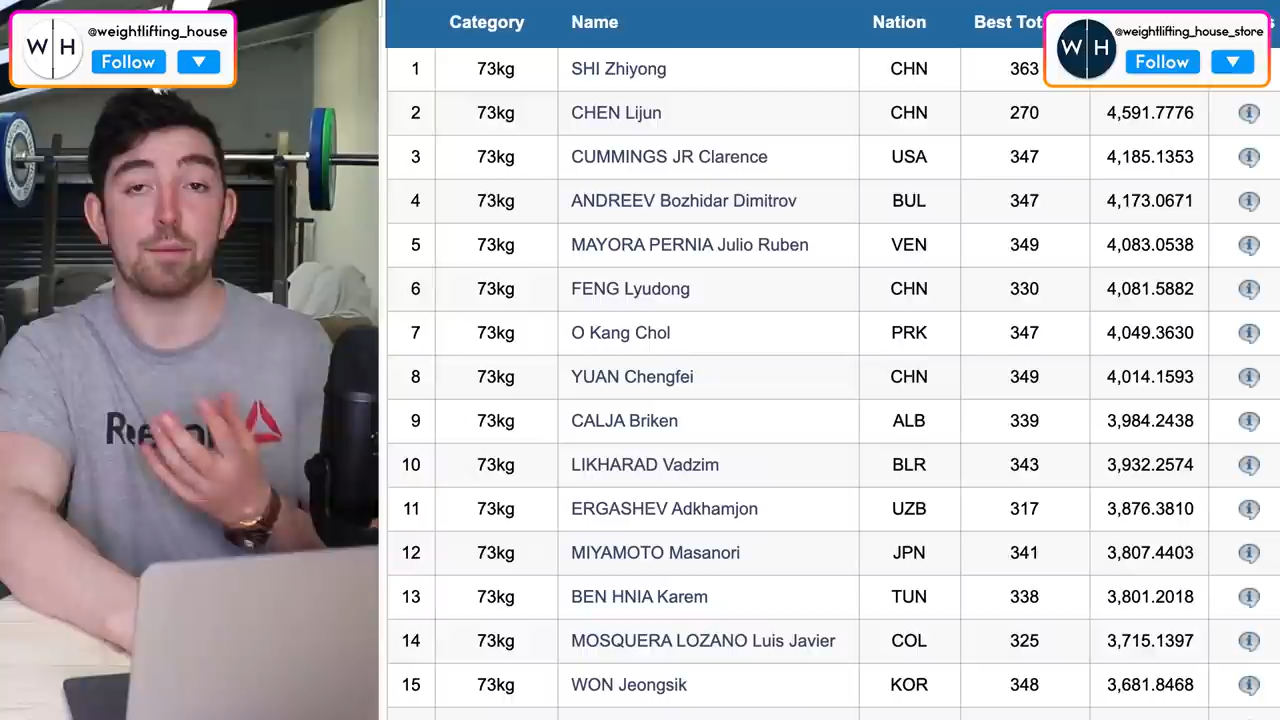 W H
@weightlifting_house
Follow
W H
@weightlifting_house_store
Follow
Category Name Nation Best
1 73kg SHI Zhiyong CHN 363
2 73kg CHEN Lijun CHN 270 4,591.7776
3 73kg CUMMINGS JR Clarence USA 347 4,185.1353
4 73kg ANDREEV Bozhidar Dimitrov BUL 347 4,173.0671
5 73kg MAYORA PERNIA Julio Ruben VEN 349 4,083.0538
6 73kg FENG Lyudong CHN 330 4,081.5882
7 73kg O Kang Chol PRK 347 4,049.3630
8 73kg YUAN Chengfei CHN 349 4,014.1593
9 73kg CALJA Briken ALB 339 3,984.2438
10 73kg LIKHARAD Vadzim BLR 343 3,932.2574
11 73kg ERGASHEV Adkhamjon UZB 317 3,876.3810
12 73kg MIYAMOTO Masanori JPN 341 3,807.4403
13 73kg BEN HNIA Karem TUN 338 3,801.2018
14 73kg MOSQUERA LOZANO Luis Javier COL 325 3,715.1397
15 73kg WON Jeongsik KOR 348 3,681.8468